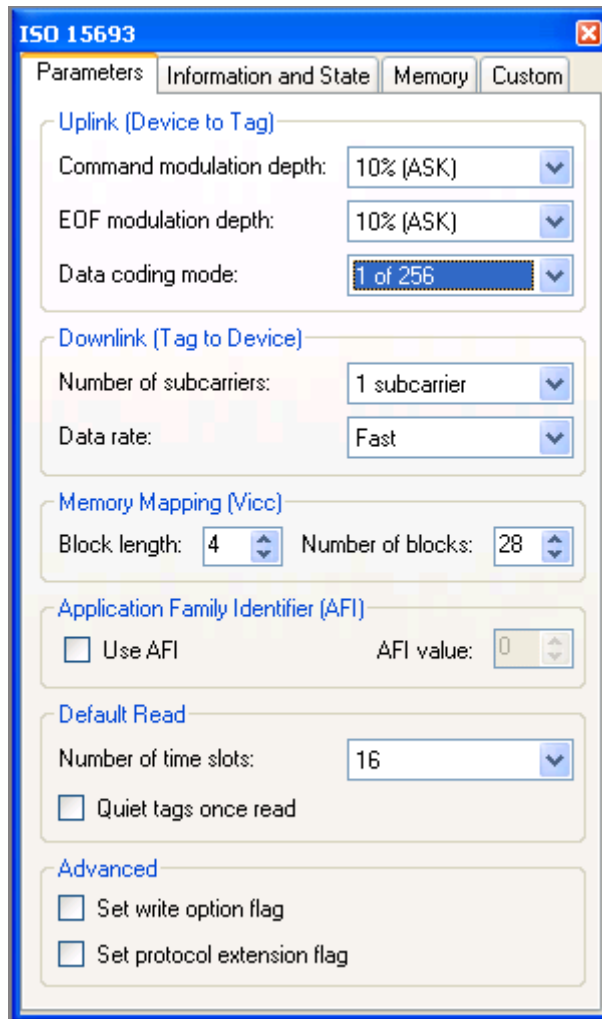 ISO 15693
Parameters Information and State Memory Custom
Uplink (Device to Tag)
Command modulation depth: 10% (ASK)
EOF modulation depth: 10% (ASK)
Data coding mode: 1 of 256
Downlink (Tag to Device)
Number of subcarriers: 1 subcarrier
Data rate: Fast
Memory Mapping (Vicc)
Block length: 4 Number of blocks: 28
Application Family Identifier (AFI)
Use AFI AFI value: 0
Default Read
Number of time slots: 16
Quiet tags once read
Advanced
Set write option flag
Set protocol extension flag